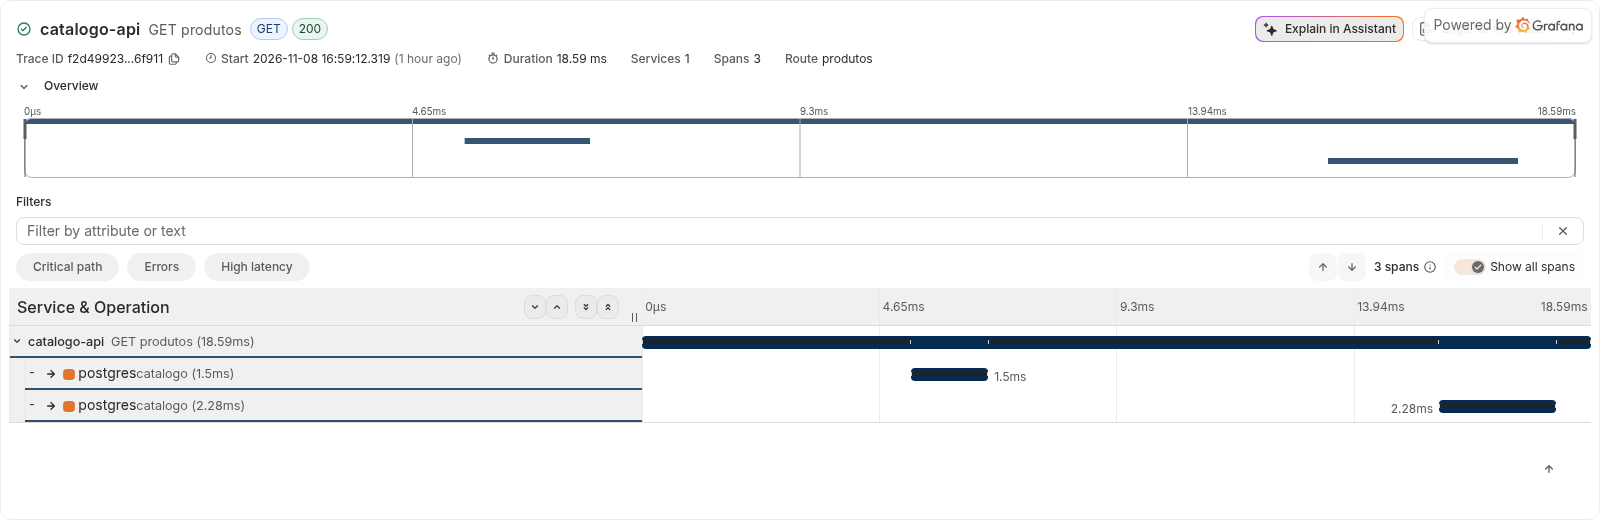 catalogo-api GET produtos GET 200 Explain in Assistant Powered by Grafana
Trace ID f2d49923...6f911 Start 2026-11-08 16:59:12.319 (1 hour ago) Duration 18.59 ms Services 1 Spans 3 Route produtos
Overview
0μs 4.65ms 9.3ms 13.94ms 18.59ms
Filters
Filter by attribute or text
Critical path Errors High latency 3 spans Show all spans
Service & Operation 0μs 4.65ms 9.3ms 13.94ms 18.59ms
catalogo-api GET produtos (18.59ms)
- postgrescatalogo (1.5ms) 1.5ms
- postgrescatalogo (2.28ms) 2.28ms